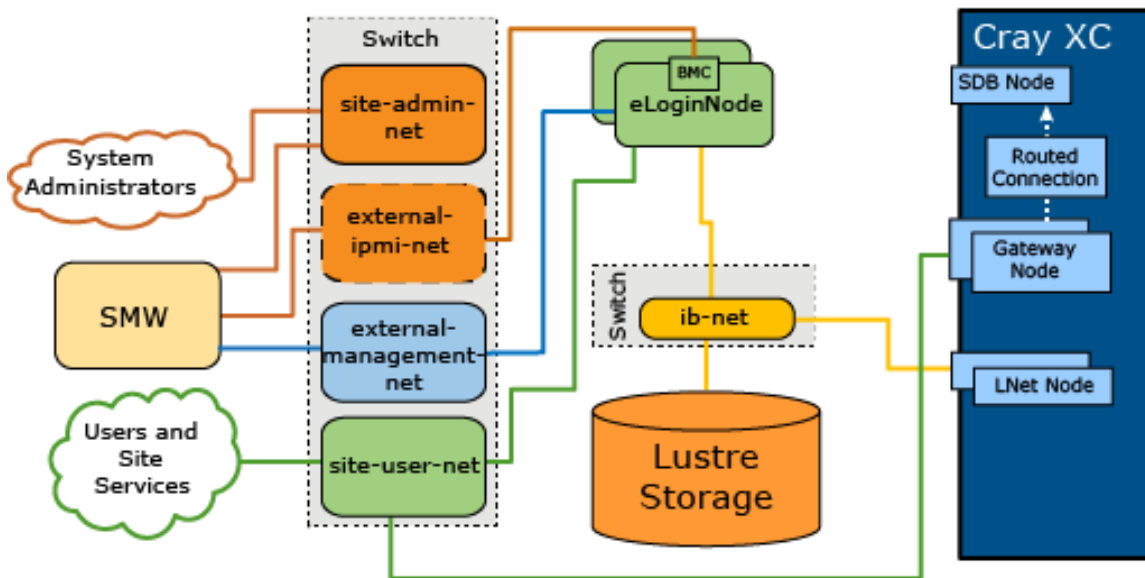 Switch
site-admin-
net
external-
ipmi-net
external-
management-
net
site-user-net
System
Administrators
SMW
Users and
Site
Services
BMC
eLoginNode
Switch
ib-net
Lustre
Storage
Cray XC
SDB Node
Routed
Connection
Gateway
Node
LNet Node